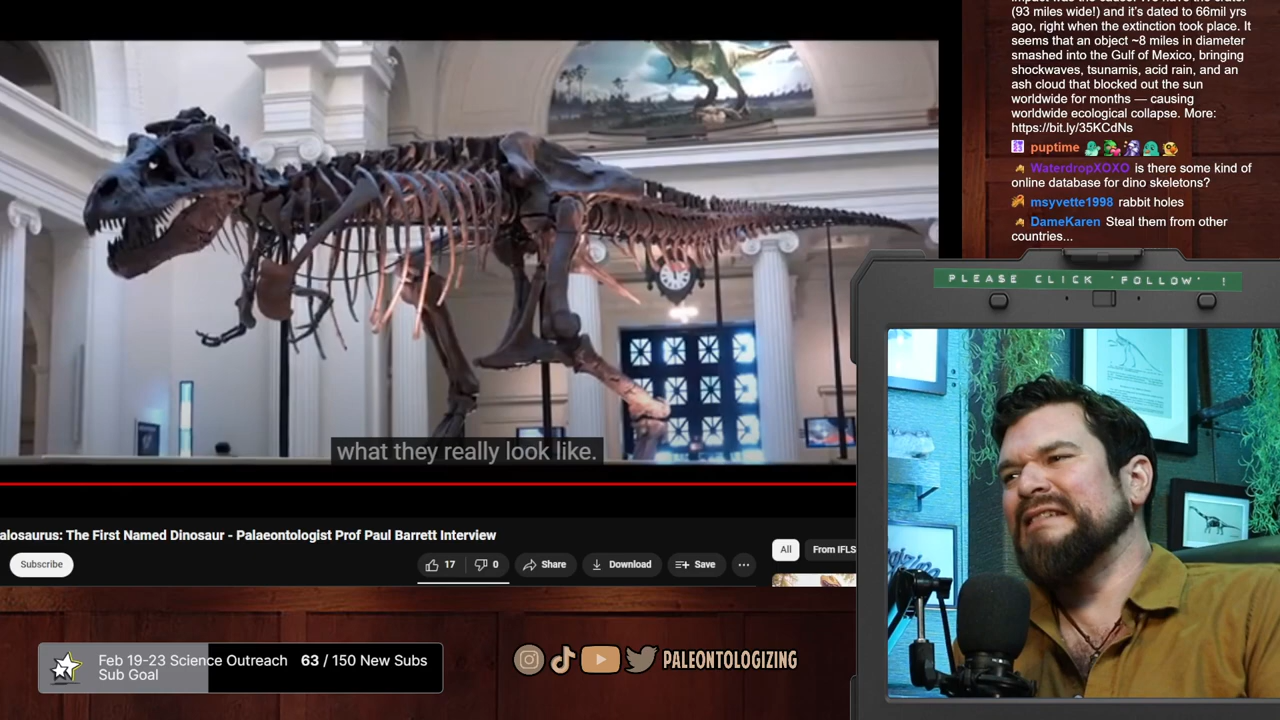 (93 miles wide!) and it's dated to 66mil yrs
ago, right when the extinction took place. It
seems that an object ~8 miles in diameter
smashed into the Gulf of Mexico, bringing
shockwaves, tsunamis, acid rain, and an
ash cloud that blocked out the sun
worldwide for months — causing
worldwide ecological collapse. More:
https://bit.ly/35KCdNs
puptime
WaterdropXOXO is there some kind of
online database for dino skeletons?
msyvette1998 rabbit holes
DameKaren Steal them from other
countries...
PLEASE CLICK 'FOLLOW' !
what they really look like.
alosaurus: The First Named Dinosaur - Palaeontologist Prof Paul Barrett Interview
Subscribe
17
0
Share
Download
Save
All
From IFLS
Feb 19-23 Science Outreach 63 / 150 New Subs
Sub Goal
PALEONTOLOGIZING